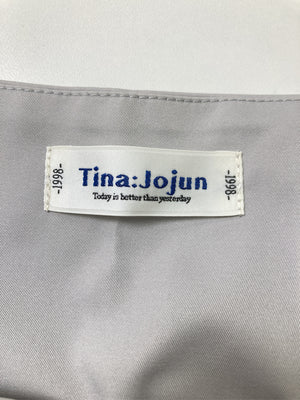 -1998-
Tina:Jojun
Today is better than yesterday
-1998-